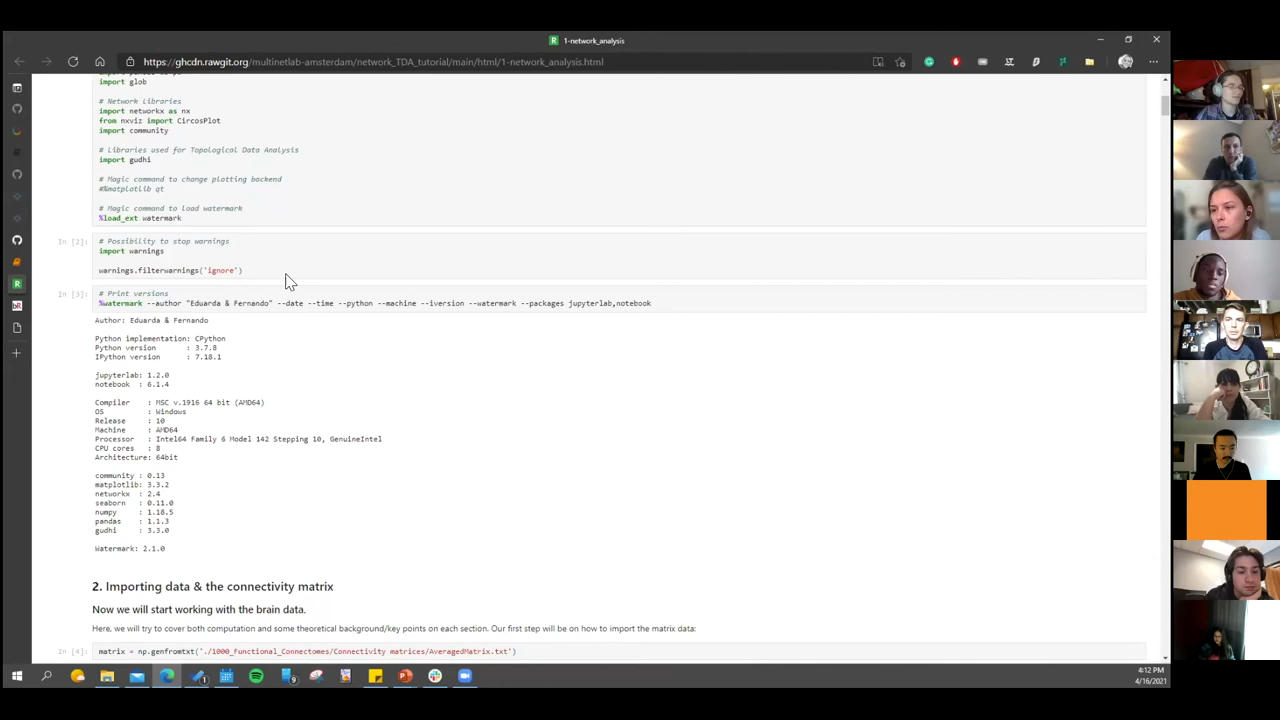 1-network_analysis
https://ghcdn.rawgit.org/multinetlab-amsterdam/network_TDA_tutorial/main/html/1-network_analysis.html
import glob
# Network Libraries
import networkx as nx
from nxviz import CircosPlot
import community
# Libraries used for Topological Data Analysis
import gudhi
# Magic command to change plotting backend
#%matplotlib qt
# Magic command to load watermark
%load_ext watermark
In [2]:
# Possibility to stop warnings
import warnings
warnings.filterwarnings('ignore')
In [3]:
# Print versions
%watermark --author "Eduarda & Fernando" --date --time --python --machine --iversion --watermark --packages jupyterlab,notebook
Author: Eduarda & Fernando
Python implementation: CPython
Python version : 3.7.8
IPython version : 7.18.1
jupyterlab: 1.2.0
notebook : 6.1.4
Compiler : MSC v.1916 64 bit (AMD64)
OS : Windows
Release : 10
Machine : AMD64
Processor : Intel64 Family 6 Model 142 Stepping 10, GenuineIntel
CPU cores : 8
Architecture: 64bit
community : 0.13
matplotlib: 3.3.2
networkx : 2.4
seaborn : 0.11.0
numpy : 1.18.5
pandas : 1.1.3
gudhi : 3.3.0
Watermark: 2.1.0
2. Importing data & the connectivity matrix
Now we will start working with the brain data.
Here, we will try to cover both computation and some theoretical background/key points on each section. Our first step will be on how to import the matrix data:
In [4]:
matrix = np.genfromtxt('./1000_Functional_Connectomes/Connectivity matrices/AveragedMatrix.txt')
4:12 PM
4/16/2021